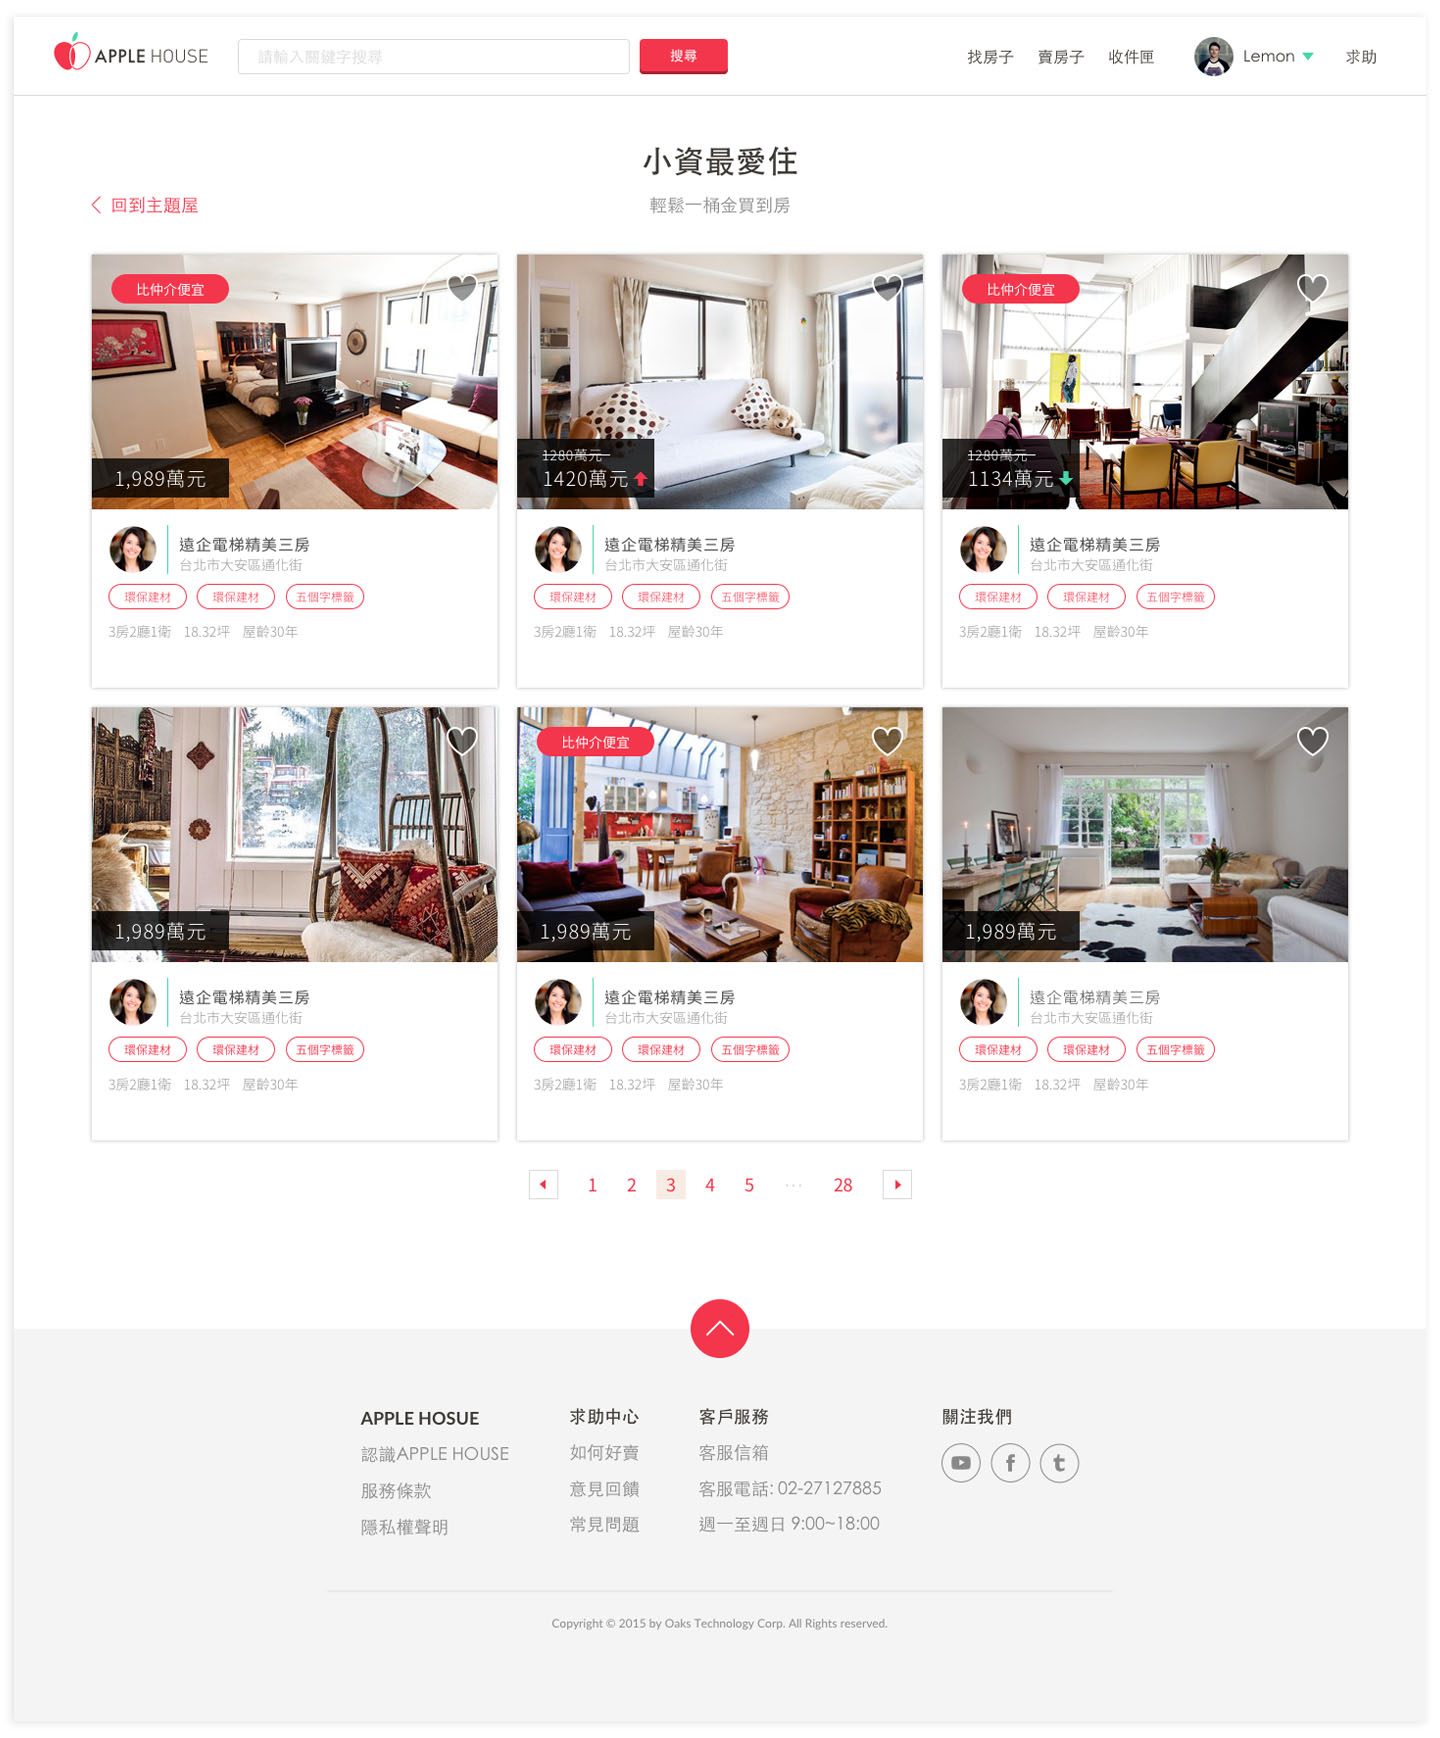 APPLE HOUSE
請輸入關鍵字搜尋
搜尋
找房子 賣房子 收件匣 Lemon 求助
小資最愛住
回到主題屋
輕鬆一桶金買到房
比仲介便宜
1,989萬元
遠企電梯精美三房
台北市大安區通化街
環保建材 環保建材 五個字標籤
3房2廳1衛 18.32坪 屋齡30年
1280萬元
1420萬元
遠企電梯精美三房
台北市大安區通化街
環保建材 環保建材 五個字標籤
3房2廳1衛 18.32坪 屋齡30年
比仲介便宜
1280萬元
1134萬元
遠企電梯精美三房
台北市大安區通化街
環保建材 環保建材 五個字標籤
3房2廳1衛 18.32坪 屋齡30年
1,989萬元
遠企電梯精美三房
台北市大安區通化街
環保建材 環保建材 五個字標籤
3房2廳1衛 18.32坪 屋齡30年
比仲介便宜
1,989萬元
遠企電梯精美三房
台北市大安區通化街
環保建材 環保建材 五個字標籤
3房2廳1衛 18.32坪 屋齡30年
1,989萬元
遠企電梯精美三房
台北市大安區通化街
環保建材 環保建材 五個字標籤
3房2廳1衛 18.32坪 屋齡30年
1 2 3 4 5 ... 28
APPLE HOSUE
認識APPLE HOUSE
服務條款
隱私權聲明
求助中心
如何好賣
意見回饋
常見問題
客戶服務
客服信箱
客服電話: 02-27127885
週一至週日 9:00~18:00
關注我們
Copyright © 2015 by Oaks Technology Corp. All Rights reserved.